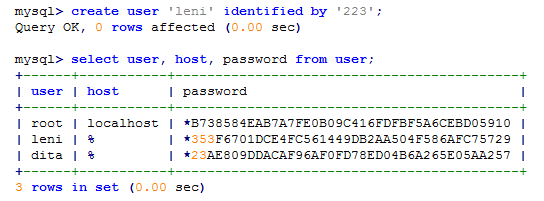 mysql> create user 'leni' identified by '223';
Query OK, 0 rows affected (0.00 sec)
mysql> select user, host, password from user;
+------+-----------+-------------------------------------------+
| user | host | password |
+------+-----------+-------------------------------------------+
| root | localhost | *B738584EAB7A7FE0B09C416FDFBF5A6CEBD05910 |
| leni | % | *353F6701DCE4FC561449DB2AA504F586AFC75729 |
| dita | % | *23AE809DDACAF96AF0FD78ED04B6A265E05AA257 |
+------+-----------+-------------------------------------------+
3 rows in set (0.00 sec)